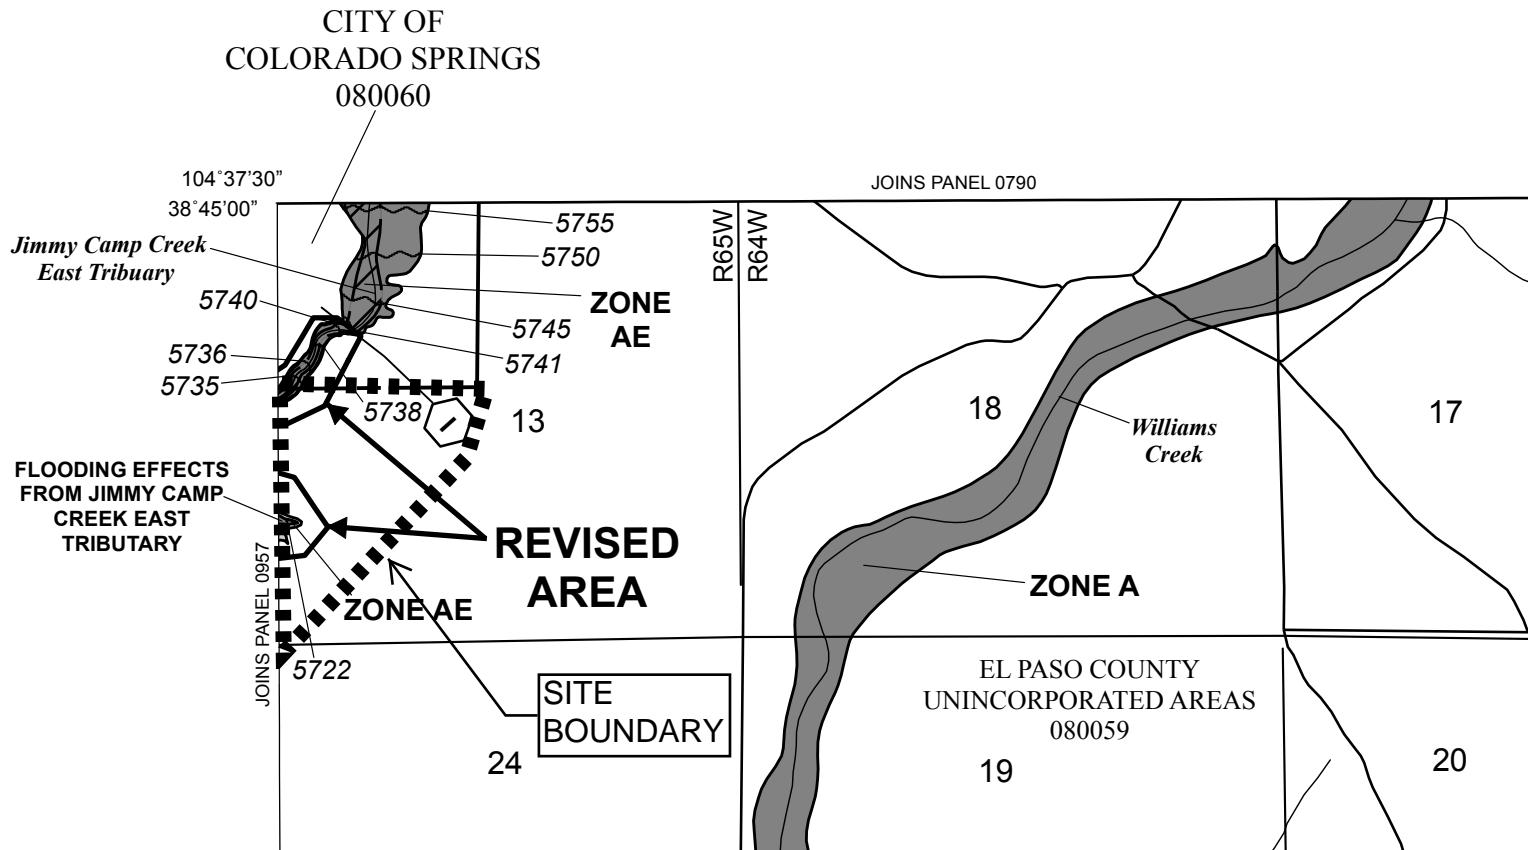 CITY OF
COLORADO SPRINGS
080060
104˚37'30”
38˚45'00”
JOINS PANEL 0790
Jimmy Camp Creek
East Tribuary
5755
5750
5740
ZONE
AE
5745
5741
5736
5735
5738
R65W
R64W
13
18
17
Williams
Creek
FLOODING EFFECTS
FROM JIMMY CAMP
CREEK EAST
TRIBUTARY
REVISED
AREA
ZONE A
ZONE AE
JOINS PANEL 0957
5722
SITE
BOUNDARY
EL PASO COUNTY
UNINCORPORATED AREAS
080059
24
19
20